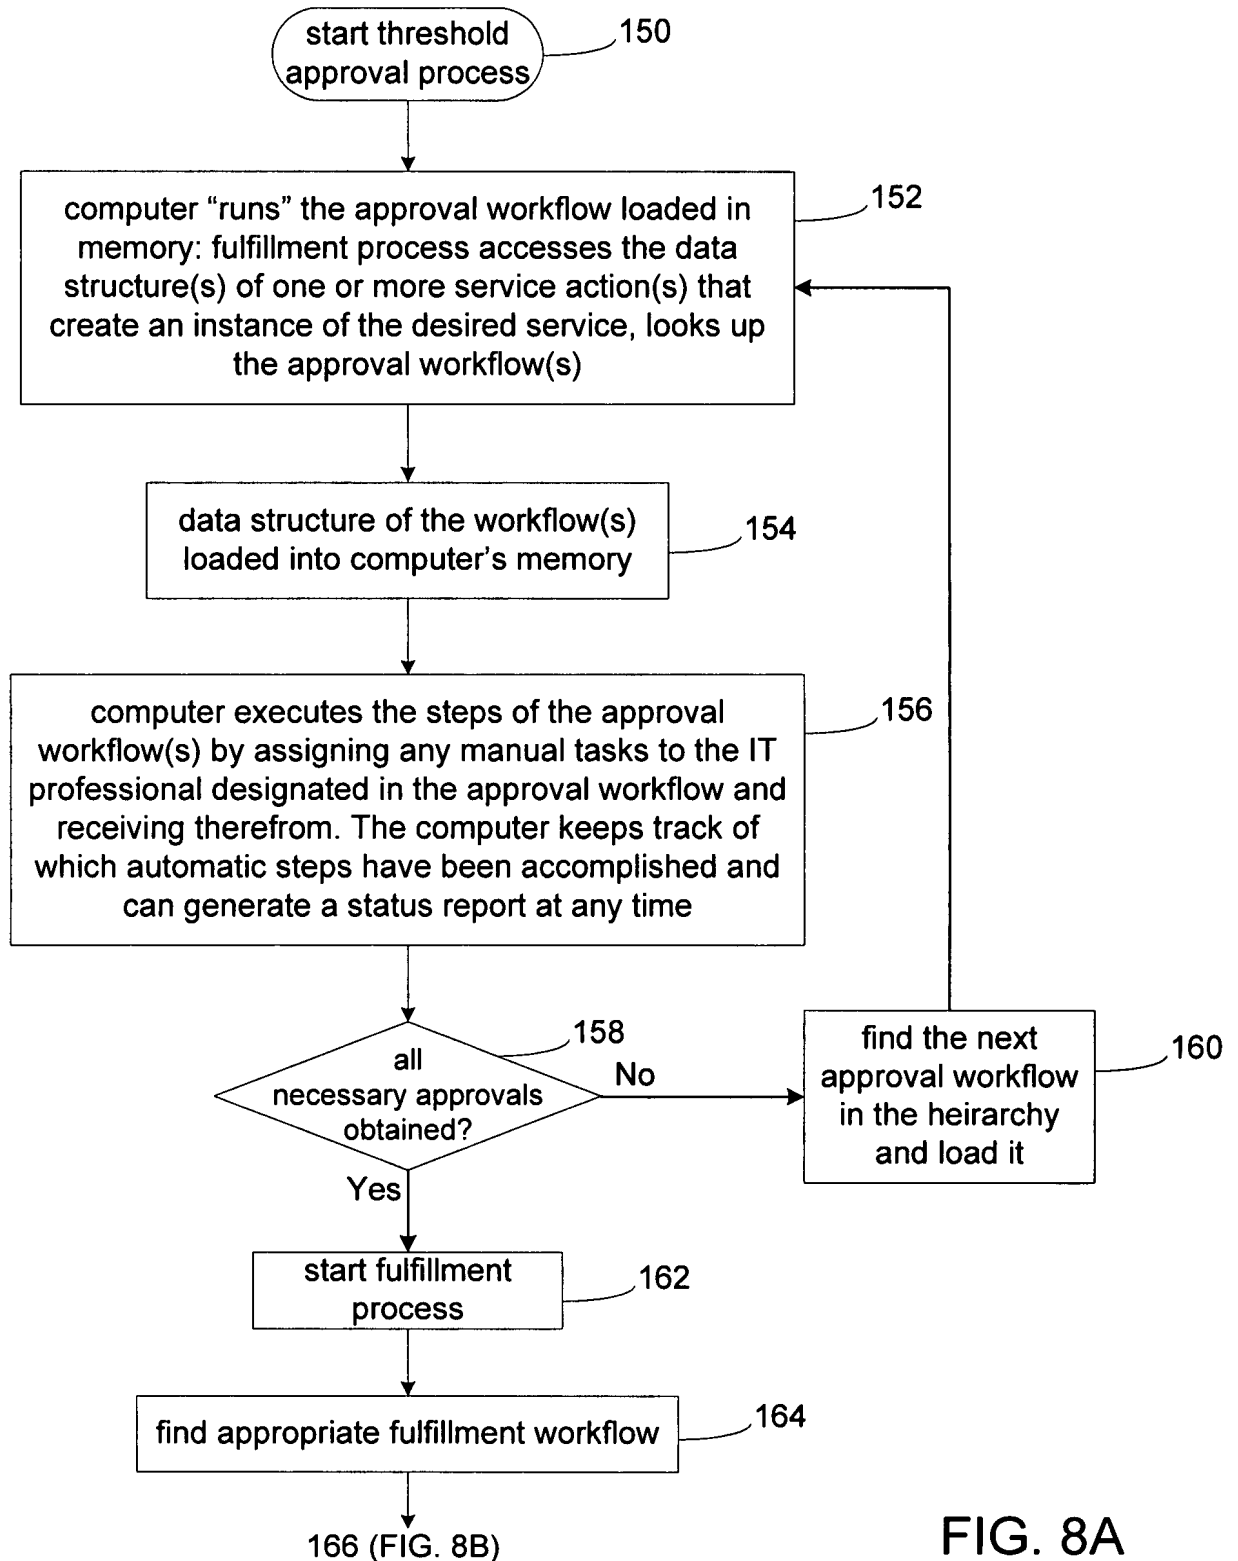 start threshold
approval process
150
computer “runs” the approval workflow loaded in
memory: fulfillment process accesses the data
structure(s) of one or more service action(s) that
create an instance of the desired service, looks up
the approval workflow(s)
152
data structure of the workflow(s)
loaded into computer’s memory
154
computer executes the steps of the approval
workflow(s) by assigning any manual tasks to the IT
professional designated in the approval workflow and
receiving therefrom. The computer keeps track of
which automatic steps have been accomplished and
can generate a status report at any time
156
all
necessary approvals
obtained?
158
No
find the next
approval workflow
in the heirarchy
and load it
160
Yes
start fulfillment
process
162
find appropriate fulfillment workflow
164
166 (FIG. 8B)
FIG. 8A